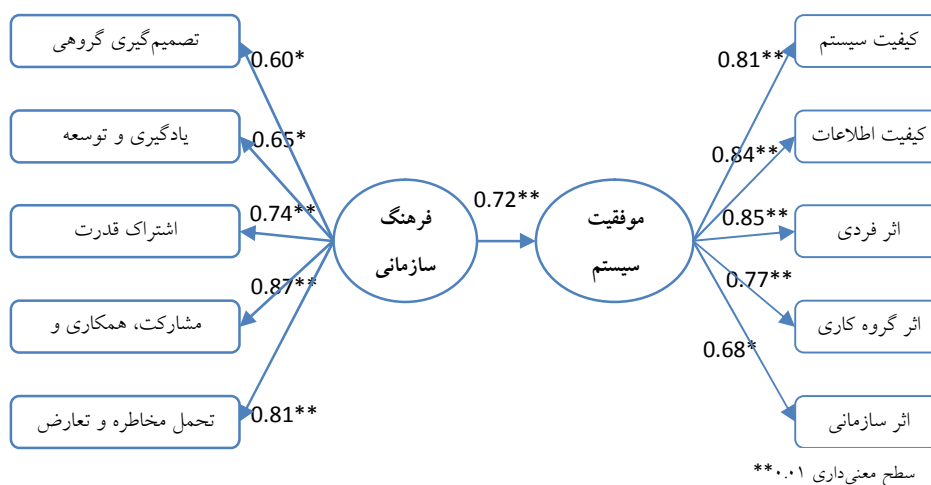 تصمیم‌گیری گروهی
0.60*
یادگیری و توسعه
0.65*
اشتراک قدرت
0.74**
مشارکت، همکاری و
0.87**
تحمل مخاطره و تعارض
0.81**
فرهنگ
سازمانی
0.72**
موفقیت
سیستم
کیفیت سیستم
0.81**
کیفیت اطلاعات
0.84**
اثر فردی
0.85**
اثر گروه کاری
0.77**
اثر سازمانی
0.68*
سطح معنی‌داری ۰.۰۱**